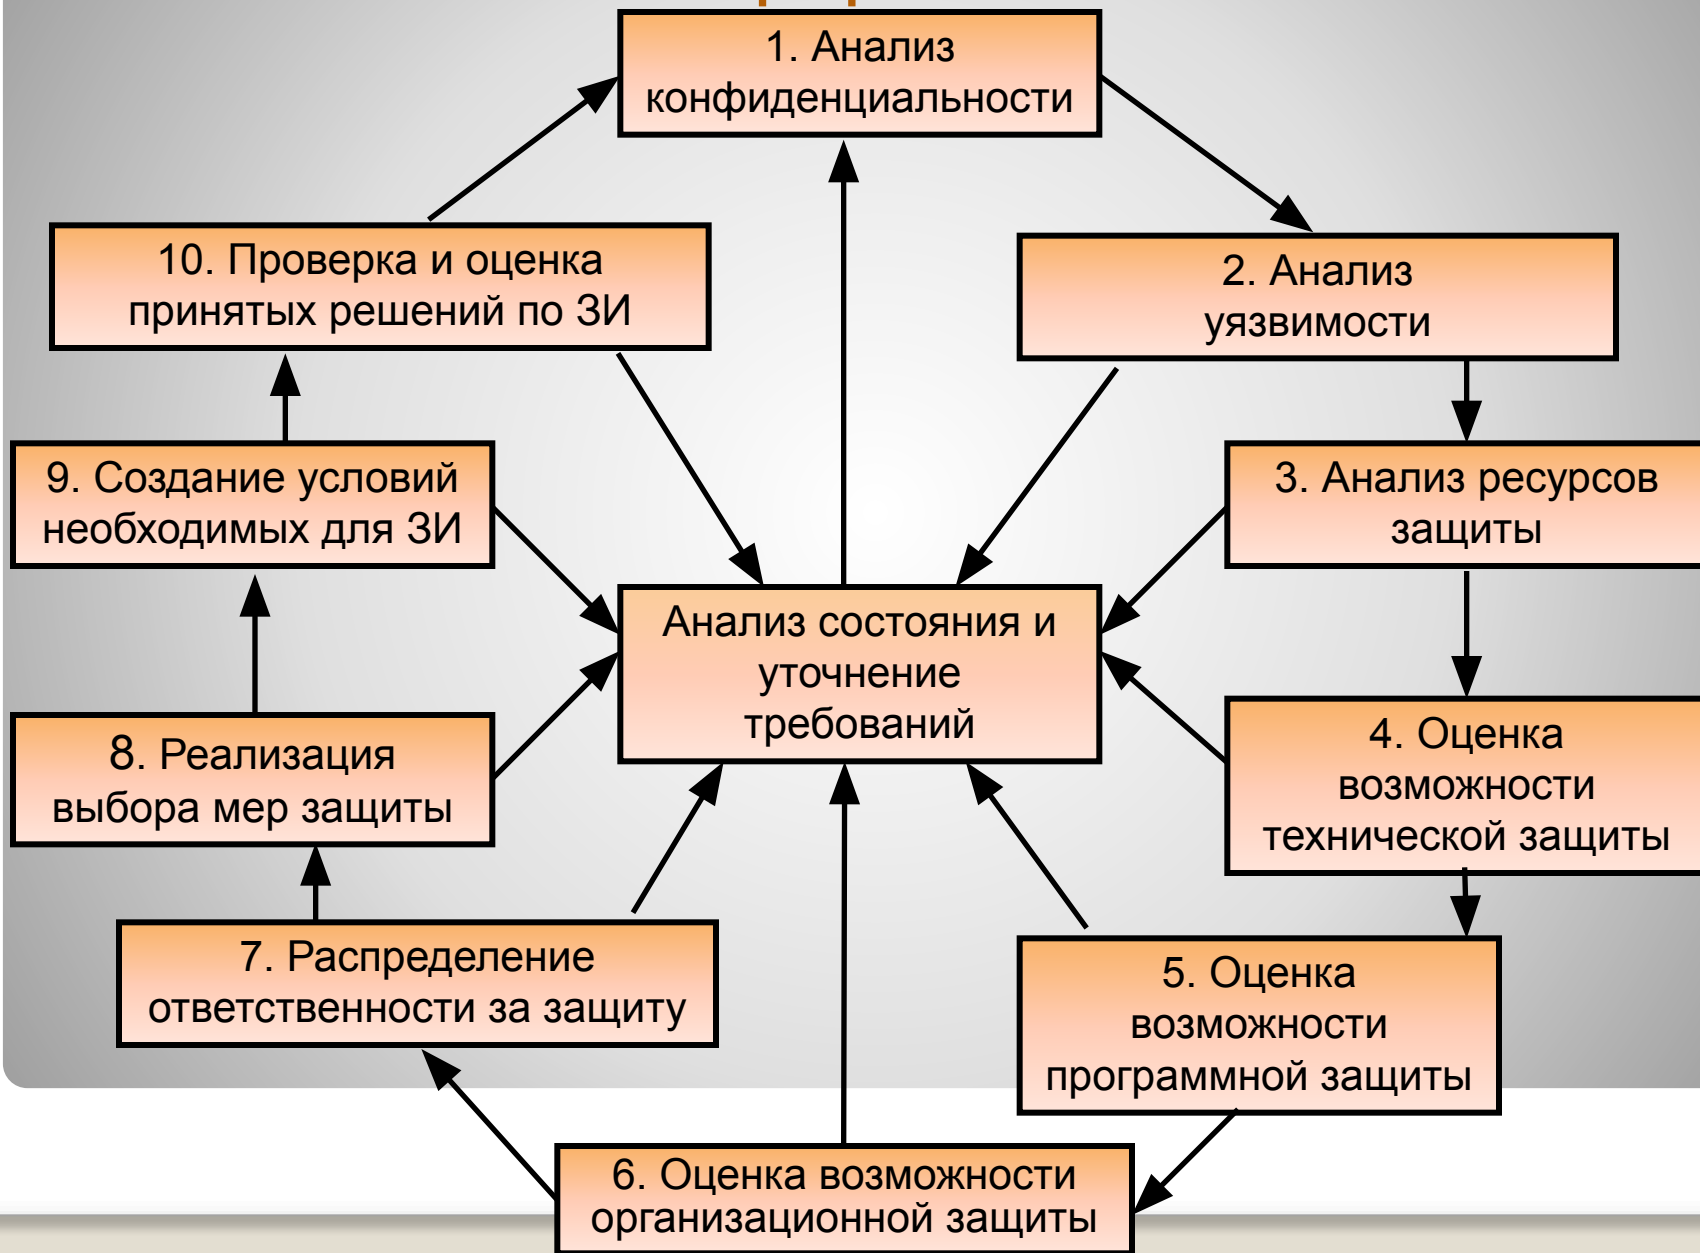 1. Анализ
конфиденциальности
10. Проверка и оценка
принятых решений по ЗИ
2. Анализ
уязвимости
9. Создание условий
необходимых для ЗИ
3. Анализ ресурсов
защиты
Анализ состояния и
уточнение
требований
8. Реализация
выбора мер защиты
4. Оценка
возможности
технической защиты
7. Распределение
ответственности за защиту
5. Оценка
возможности
программной защиты
6. Оценка возможности
организационной защиты